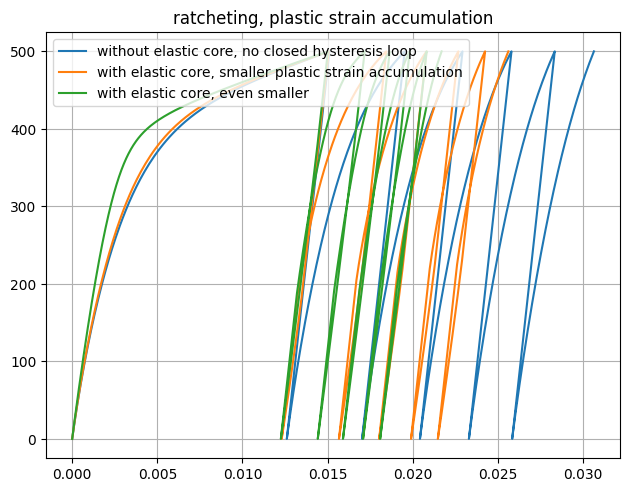 ratcheting, plastic strain accumulation
without elastic core, no closed hysteresis loop
with elastic core, smaller plastic strain accumulation
with elastic core, even smaller
500
400
300
200
100
0
0.000 0.005 0.010 0.015 0.020 0.025 0.030